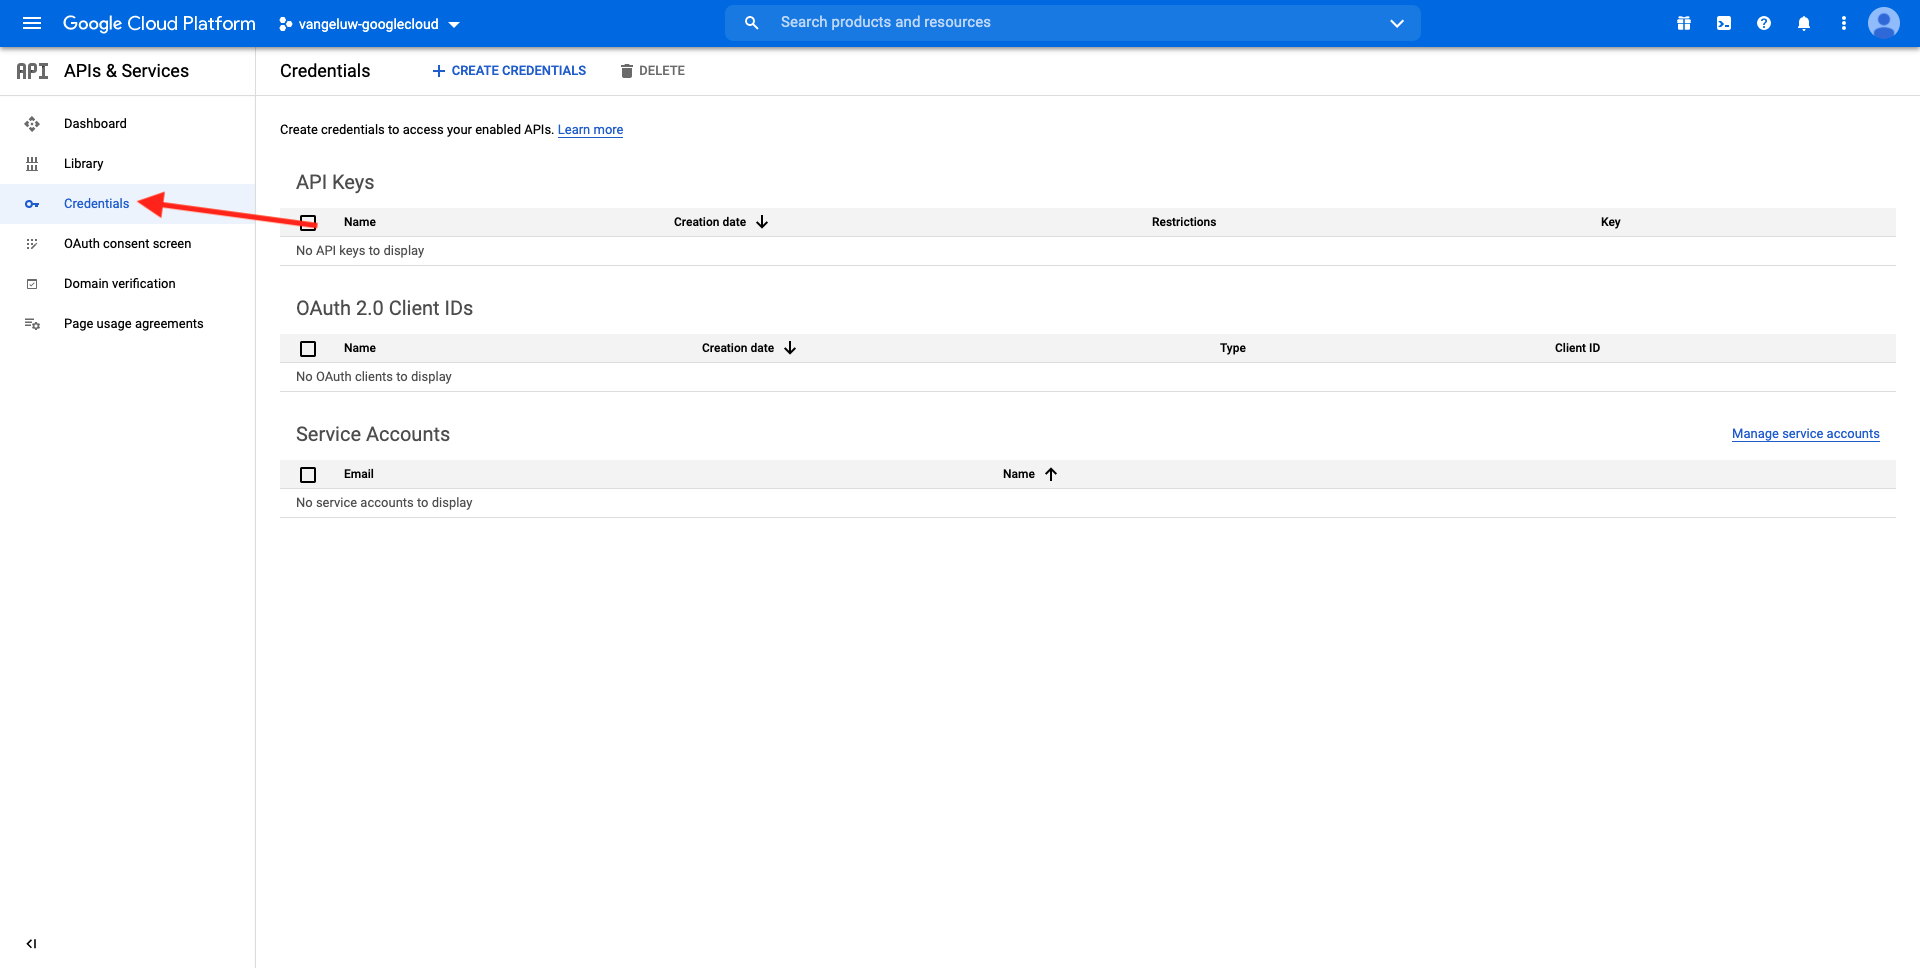 Google Cloud Platform
vangeluw-googlecloud
Search products and resources
API APIs & Services
Credentials
CREATE CREDENTIALS
DELETE
Dashboard
Library
Credentials
OAuth consent screen
Domain verification
Page usage agreements
Create credentials to access your enabled APIs. Learn more
API Keys
Name Creation date Restrictions Key
No API keys to display
OAuth 2.0 Client IDs
Name Creation date Type Client ID
No OAuth clients to display
Service Accounts
Manage service accounts
Email Name
No service accounts to display